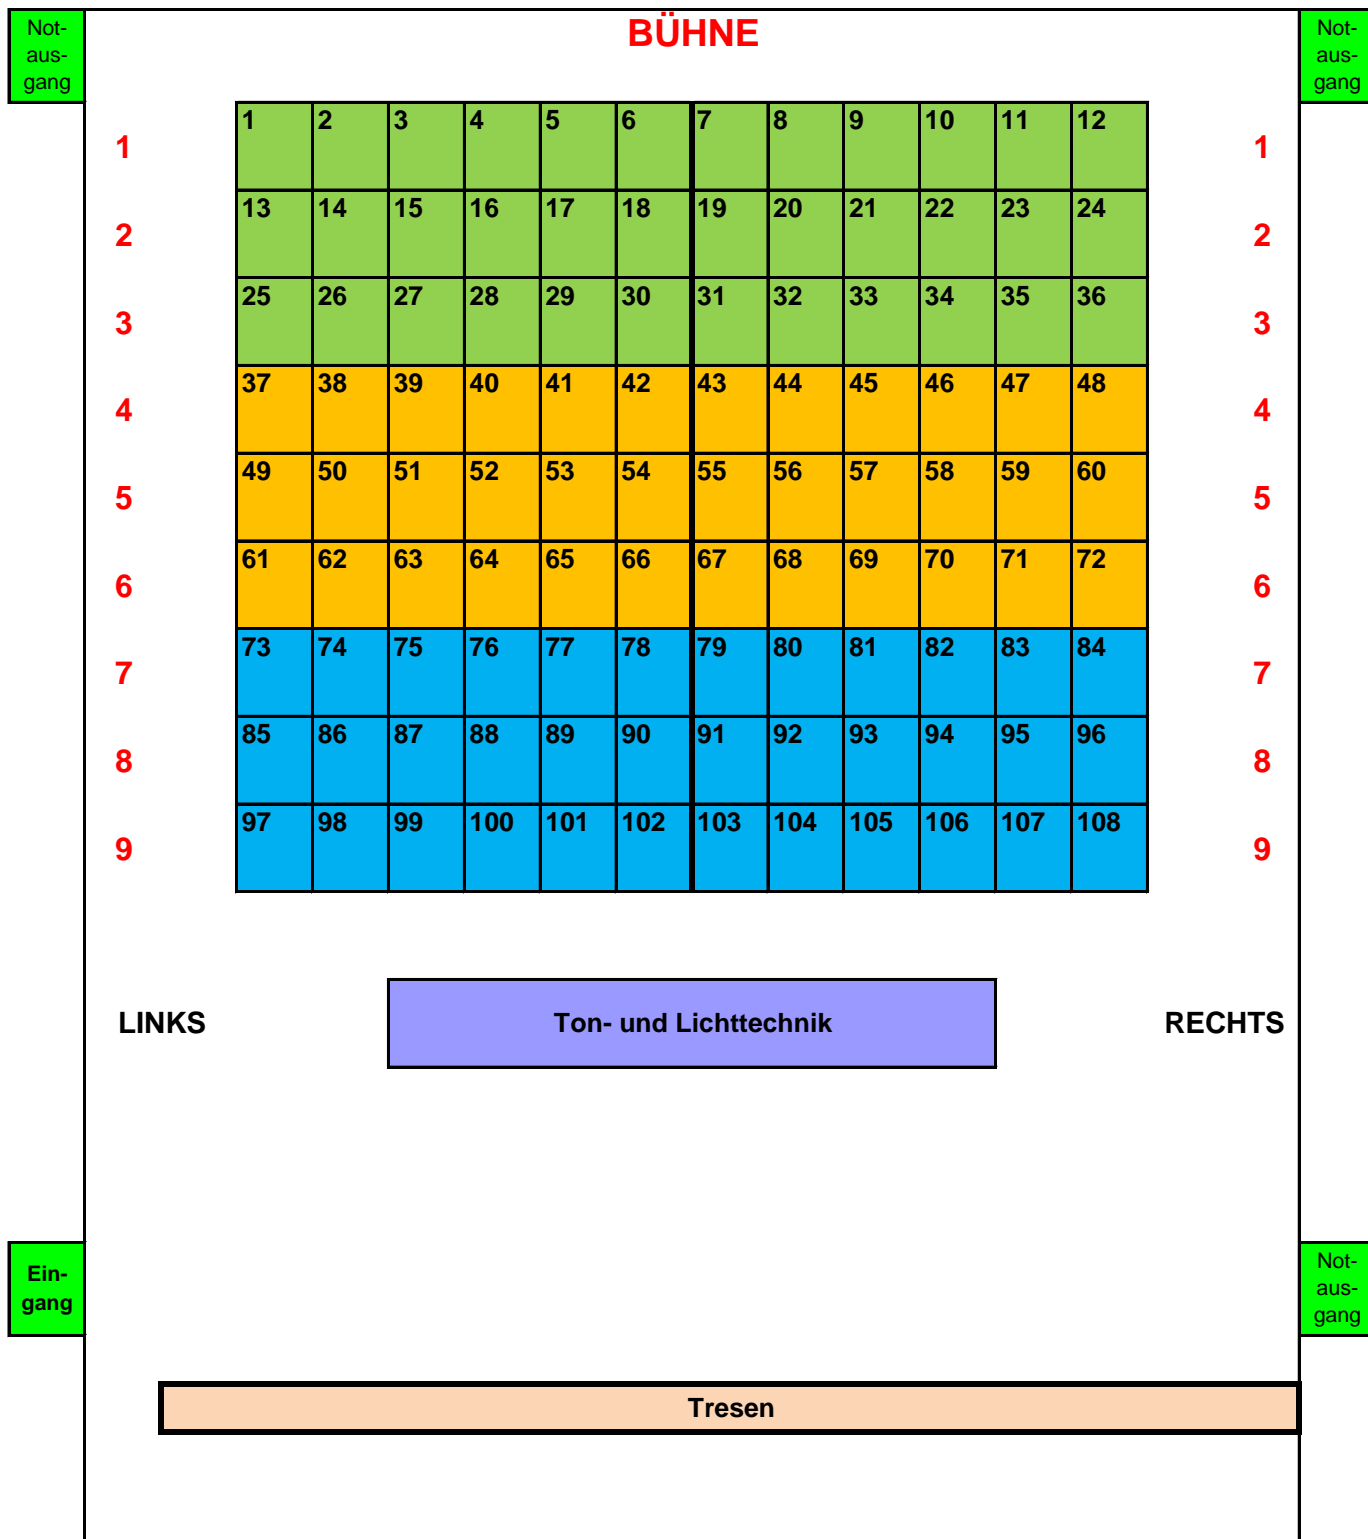 Not-
aus-
gang
BÜHNE
Not-
aus-
gang
1 1 2 3 4 5 6 7 8 9 10 11 12 1
2 13 14 15 16 17 18 19 20 21 22 23 24 2
3 25 26 27 28 29 30 31 32 33 34 35 36 3
4 37 38 39 40 41 42 43 44 45 46 47 48 4
5 49 50 51 52 53 54 55 56 57 58 59 60 5
6 61 62 63 64 65 66 67 68 69 70 71 72 6
7 73 74 75 76 77 78 79 80 81 82 83 84 7
8 85 86 87 88 89 90 91 92 93 94 95 96 8
9 97 98 99 100 101 102 103 104 105 106 107 108 9
LINKS Ton- und Lichttechnik RECHTS
Ein-
gang
Not-
aus-
gang
Tresen